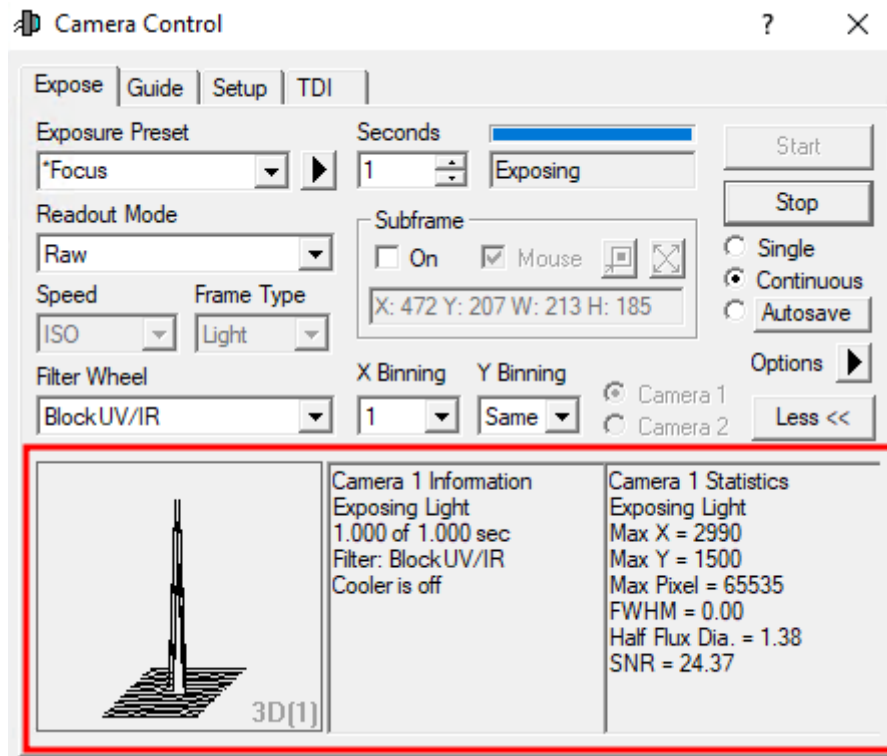 Camera Control
?
Expose Guide Setup TDI
Exposure Preset
*Focus
Seconds
1
Exposing
Start
Stop
Readout Mode
Raw
Subframe
On Mouse
X: 472 Y: 207 W: 213 H: 185
Single
Continuous
Autosave
Speed Frame Type
ISO Light
Options
Filter Wheel
BlockUV/IR
X Binning Y Binning
1 Same
Camera 1
Camera 2
Less <<
3D(1)
Camera 1 Information
Exposing Light
1.000 of 1.000 sec
Filter: BlockUV/IR
Cooler is off
Camera 1 Statistics
Exposing Light
Max X = 2990
Max Y = 1500
Max Pixel = 65535
FWHM = 0.00
Half Flux Dia. = 1.38
SNR = 24.37